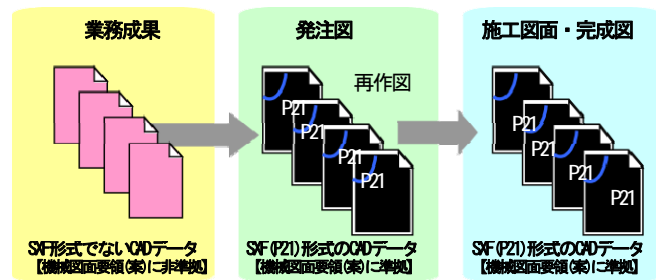 業務成果
SXF形式でないCADデータ
【機械図面要領(案)に非準拠】
発注図
再作図
P21
P21
P21
P21
SXF(P21)形式のCADデータ
【機械図面要領(案)に準拠】
施工図面・完成図
P21
P21
P21
P21
SXF(P21)形式のCADデータ
【機械図面要領(案)に準拠】